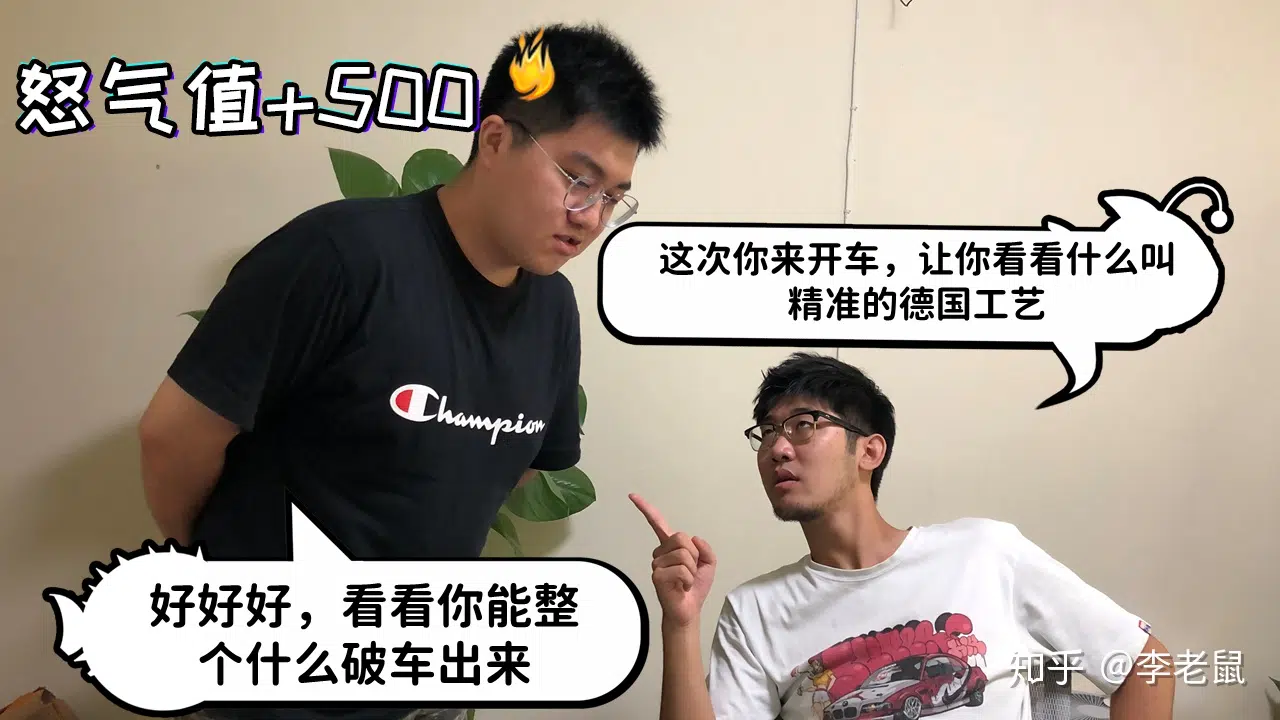 怒气值+500
这次你来开车，让你看看什么叫
精准的德国工艺
Champion
好好好，看看你能整
个什么破车出来
知乎 @李老鼠